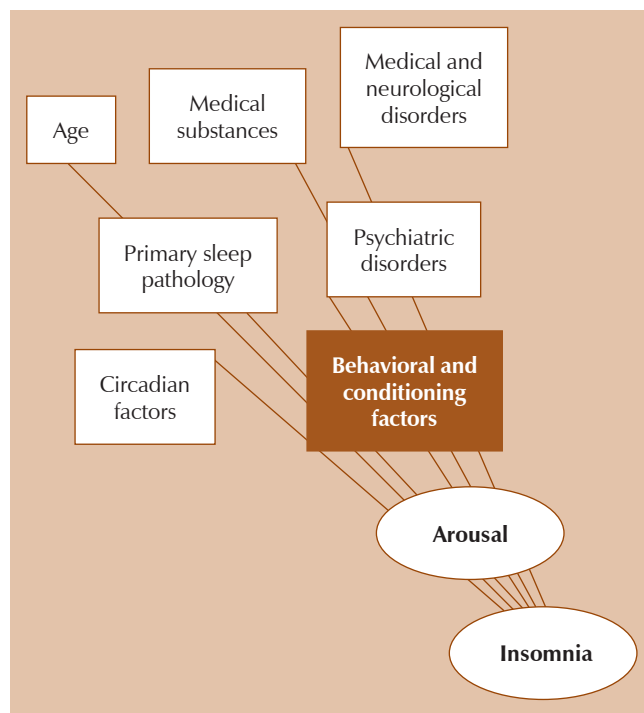 Medical and
neurological
disorders
Medical
substances
Age
Psychiatric
disorders
Primary sleep
pathology
Behavioral and
conditioning
factors
Circadian
factors
Arousal
Insomnia